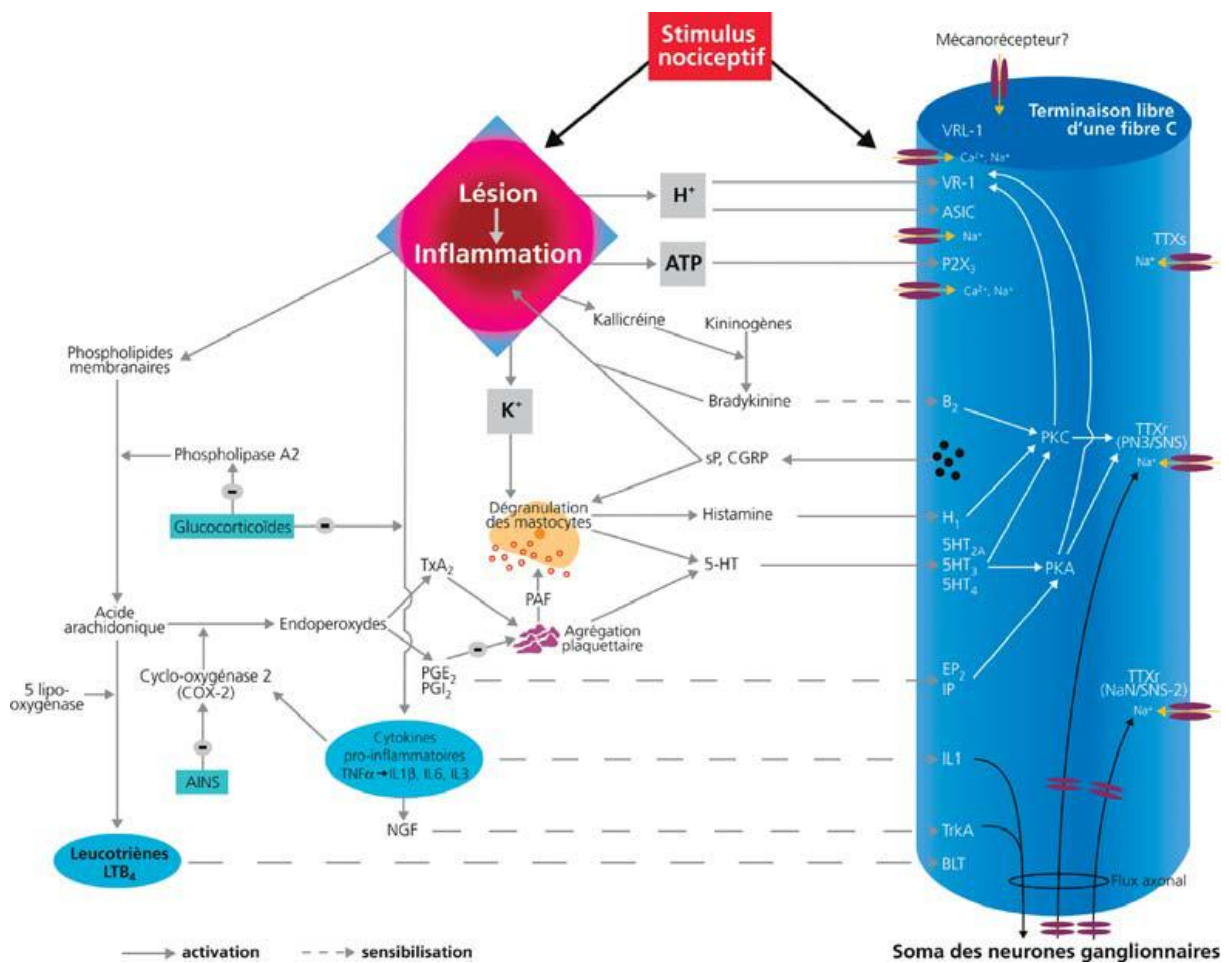 Stimulus
nociceptif
Mécanorécepteur?
Terminaison libre
d'une fibre C
VRL-1
Ca²⁺, Na⁺
VR-1
ASIC
Na⁺
P2X₃
Ca²⁺, Na⁺
TTXs
Na⁺
Lésion
Inflammation
H⁺
ATP
Kallicréine
Kininogènes
Phospholipides
membranaires
K⁺
Bradykinine
B₂
PKC
TTXr
(PN3/SNS)
Na⁺
Phospholipase A2
-
sP, CGRP
Glucocorticoïdes
-
Dégranulation
des mastocytes
Histamine
H₁
5HT₂A
5HT₃
5HT₄
PKA
TxA₂
5-HT
PAF
Acide
arachidonique
Endoperoxydes
Agrégation
plaquettaire
-
PGE₂
PGI₂
EP₂
IP
Cyclo-oxygénase 2
(COX-2)
5 lipo-
oxygénase
TTXr
(NaN/SNS-2)
Na⁺
-
AINS
Cytokines
pro-inflammatoires
TNFα→IL1β, IL6, IL3
IL1
NGF
TrkA
Leucotriènes
LTB₄
BLT
Flux axonal
activation
sensibilisation
Soma des neurones ganglionnaires